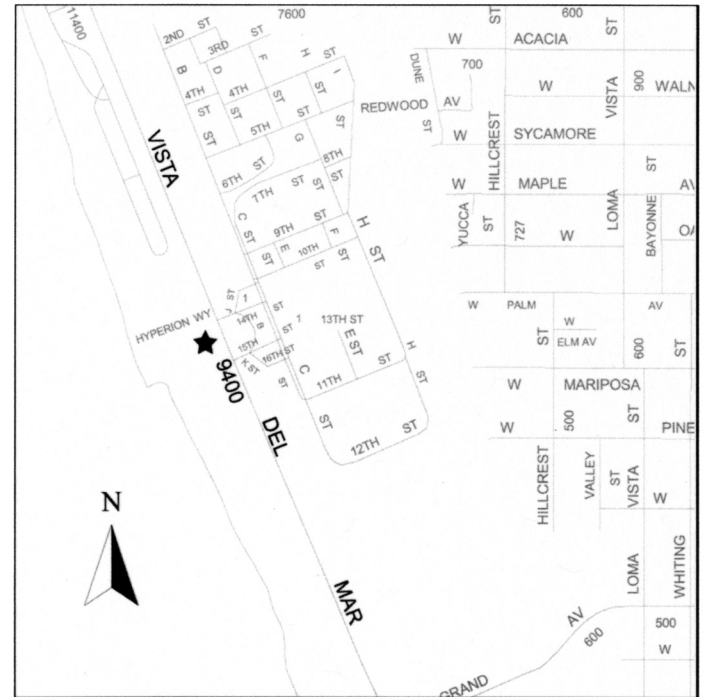 11400
7600
600
2ND ST
3RD
ST
F
H ST
I
B
D
4TH
4TH
ST
ST
ST
ST
5TH ST
G
ST
ST
6TH ST
8TH
ST
7TH ST
ST
C
ST
9TH ST
F
ST
E
10TH
ST
ST
H
ST
VISTA
HYPERION WY
ST
14TH
B
ST
13TH ST
E ST
15TH
ST
16TH ST
K ST
ST
C
11TH ST
H
ST
ST
12TH ST
9400
DEL
MAR
N
W ACACIA
ST
ST
DUNE
ST
700
REDWOOD AV
W WALN
VISTA
900
HILLCREST
W SYCAMORE
W MAPLE AV
ST
YUCCA
ST
727
W
LOMA
BAYONNE
OA
W PALM AV
W
ELM AV
ST
600
ST
W MARIPOSA
W
500
ST
PINE
HILLCREST
VALLEY
ST
VISTA
W
LOMA
WHITING
GRAND AV
600
500
W